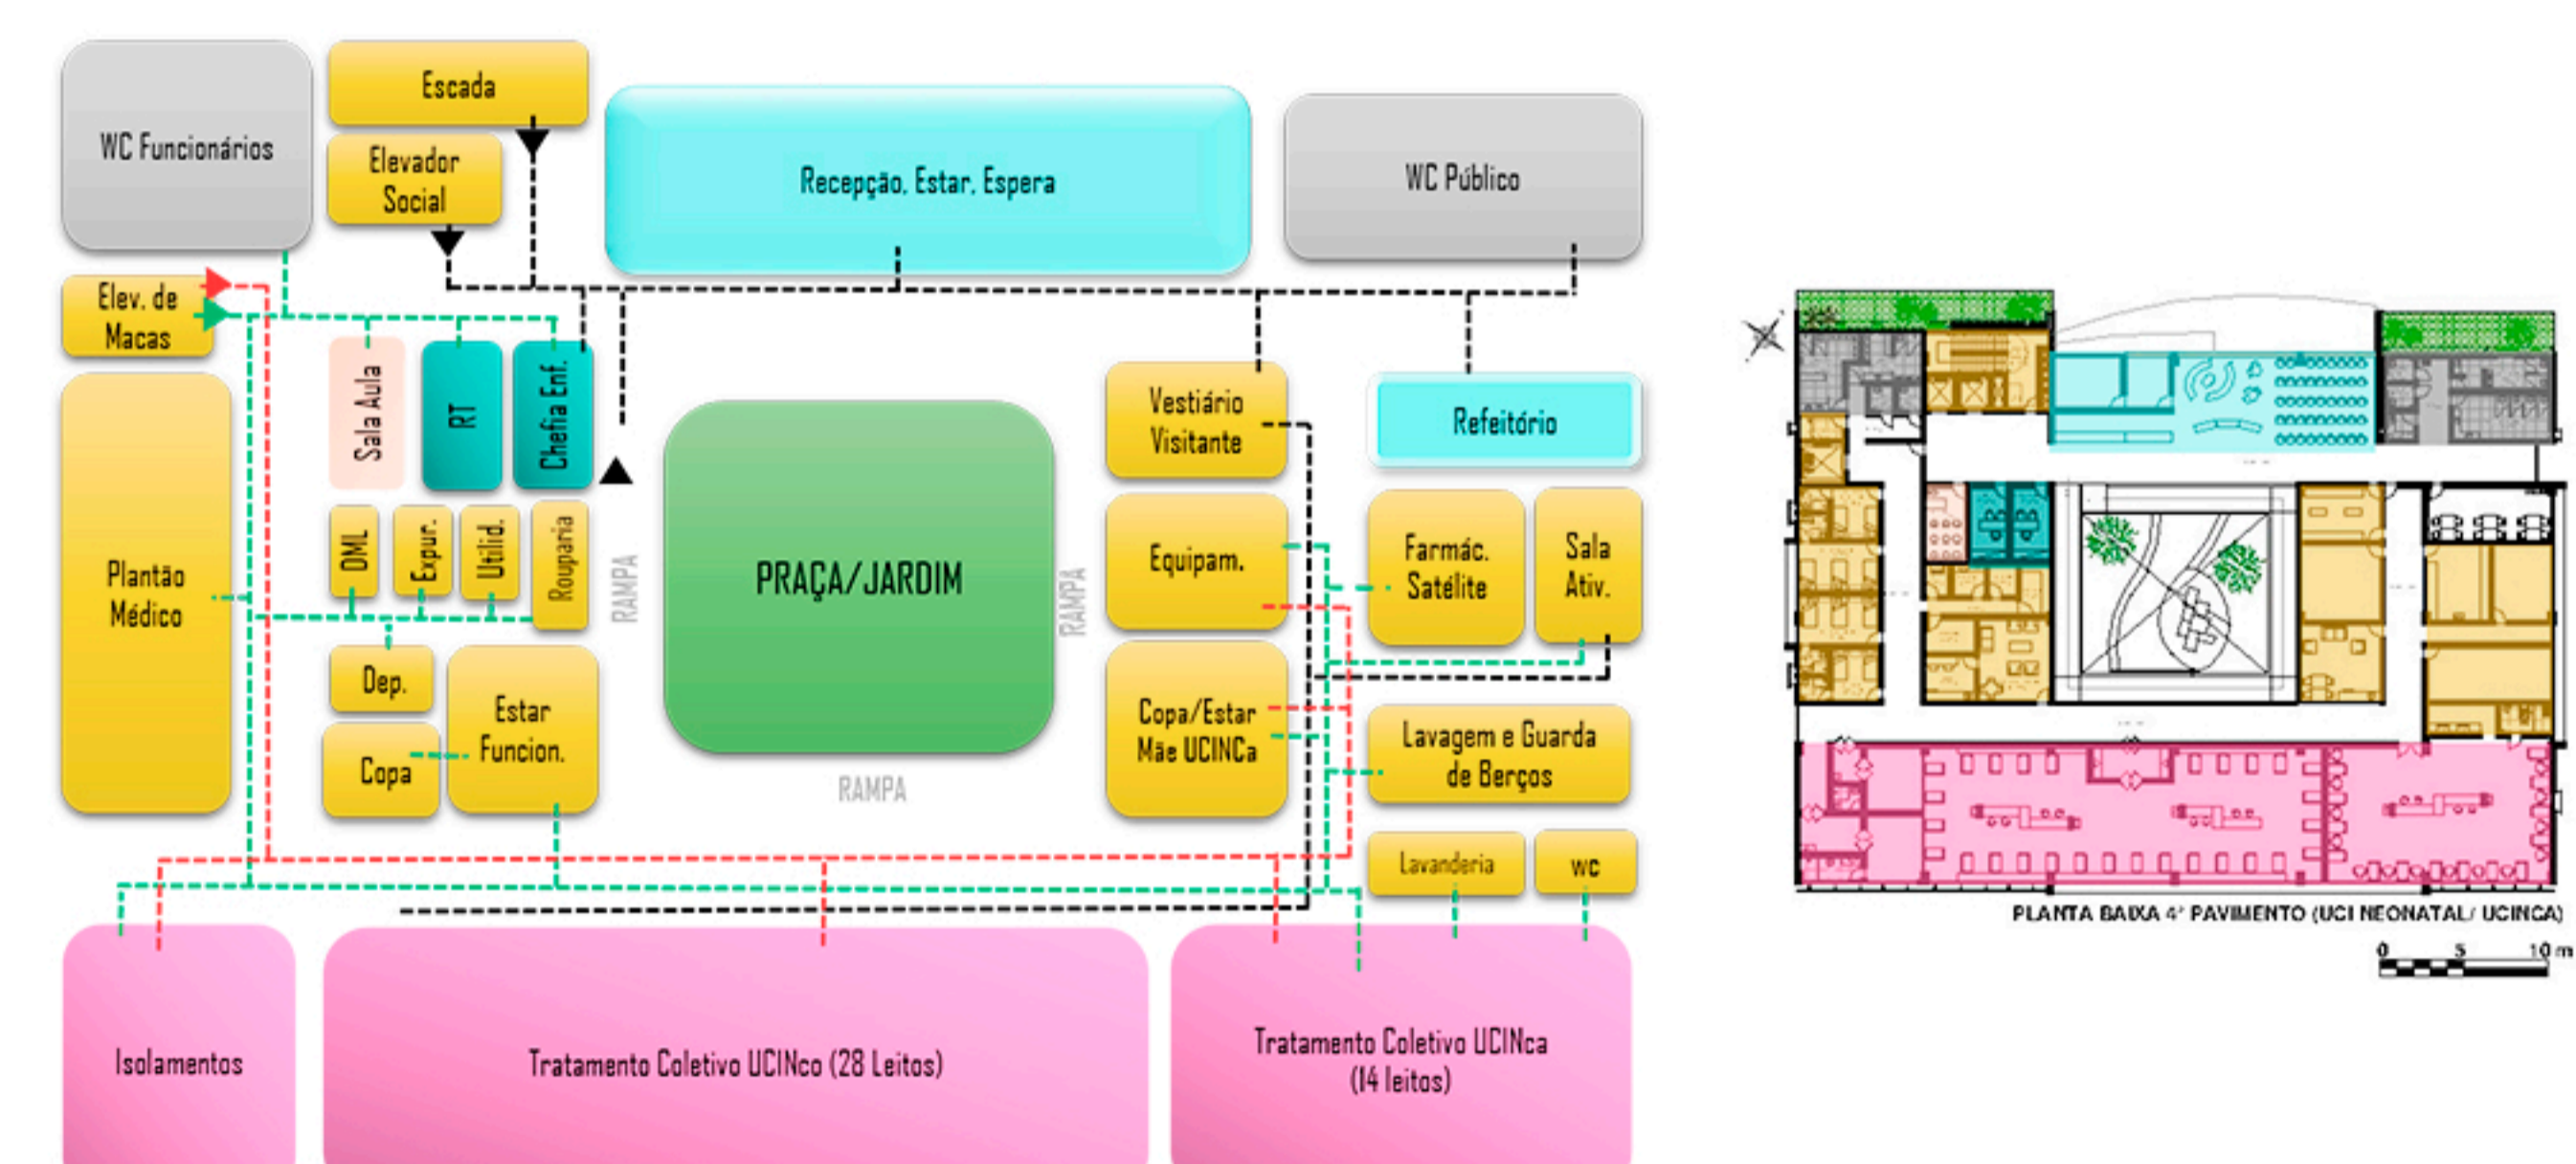 WC Funcionários
Escada
Elevador
Social
Recepção, Estar, Espera
WC Público
Elev. de
Macas
Sala Aula
RT
Chefia Enf.
Vestiário
Visitante
Refeitório
Plantão
Médico
DML
Expur.
Utilid.
Rouparia
RAMPA
PRAÇA/JARDIM
RAMPA
Equipam.
Farmác.
Satélite
Sala
Ativ.
Dep.
Estar
Funcion.
Copa
RAMPA
Copa/Estar
Mãe UCINCa
Lavagem e Guarda
de Berços
Lavanderia
WC
Isolamentos
Tratamento Coletivo UCINco (28 Leitos)
Tratamento Coletivo UCINca
(14 leitos)
PLANTA BAIXA 4° PAVIMENTO (UCI NEONATAL/ UCINCA)
0 5 10 m